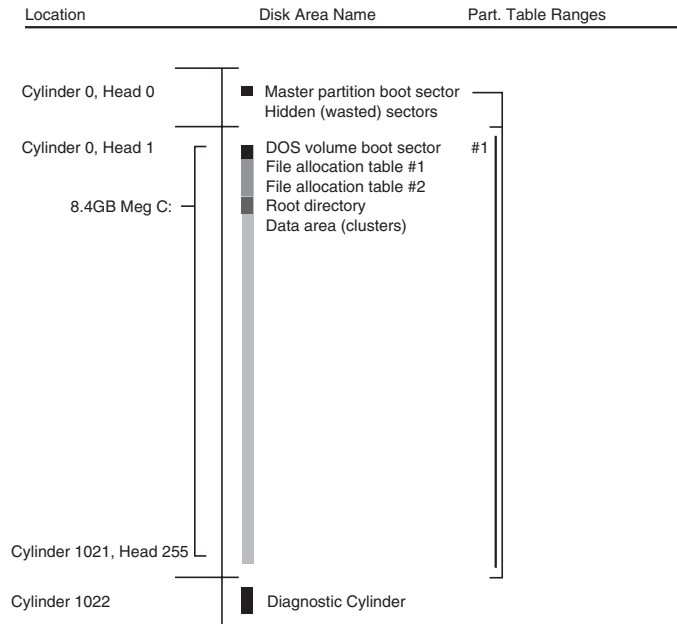 Location Disk Area Name Part. Table Ranges
Cylinder 0, Head 0 Master partition boot sector
Hidden (wasted) sectors
Cylinder 0, Head 1 DOS volume boot sector #1
File allocation table #1
File allocation table #2
8.4GB Meg C: Root directory
Data area (clusters)
Cylinder 1021, Head 255
Cylinder 1022 Diagnostic Cylinder